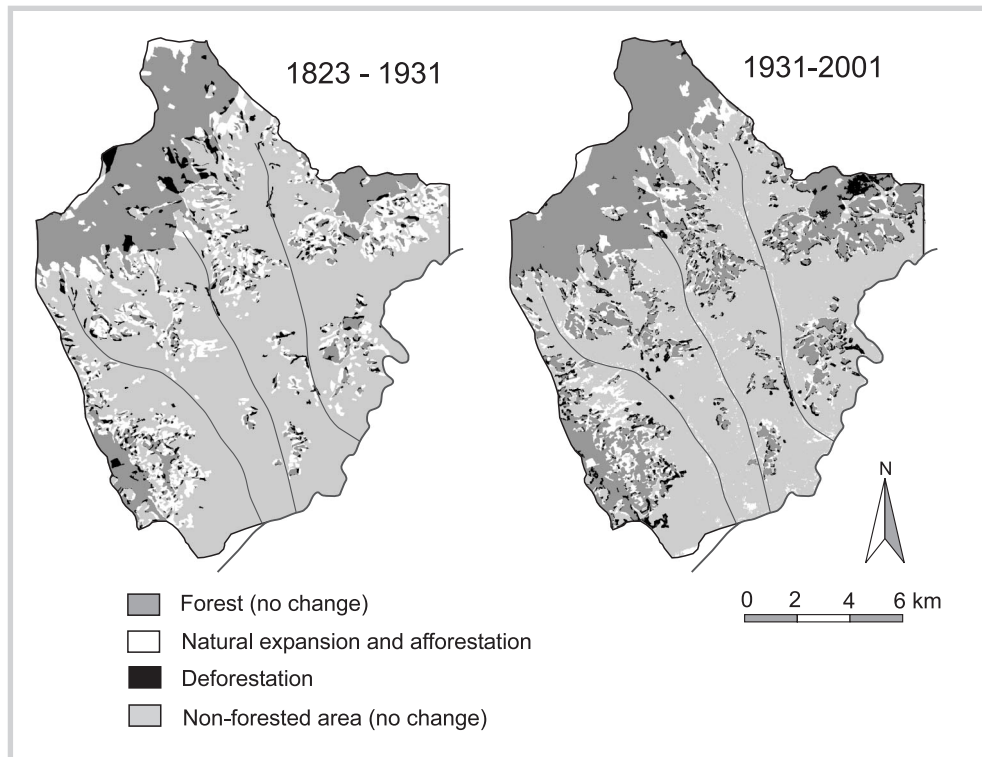 1823 - 1931
1931-2001
N
0 2 4 6 km
Forest (no change)
Natural expansion and afforestation
Deforestation
Non-forested area (no change)